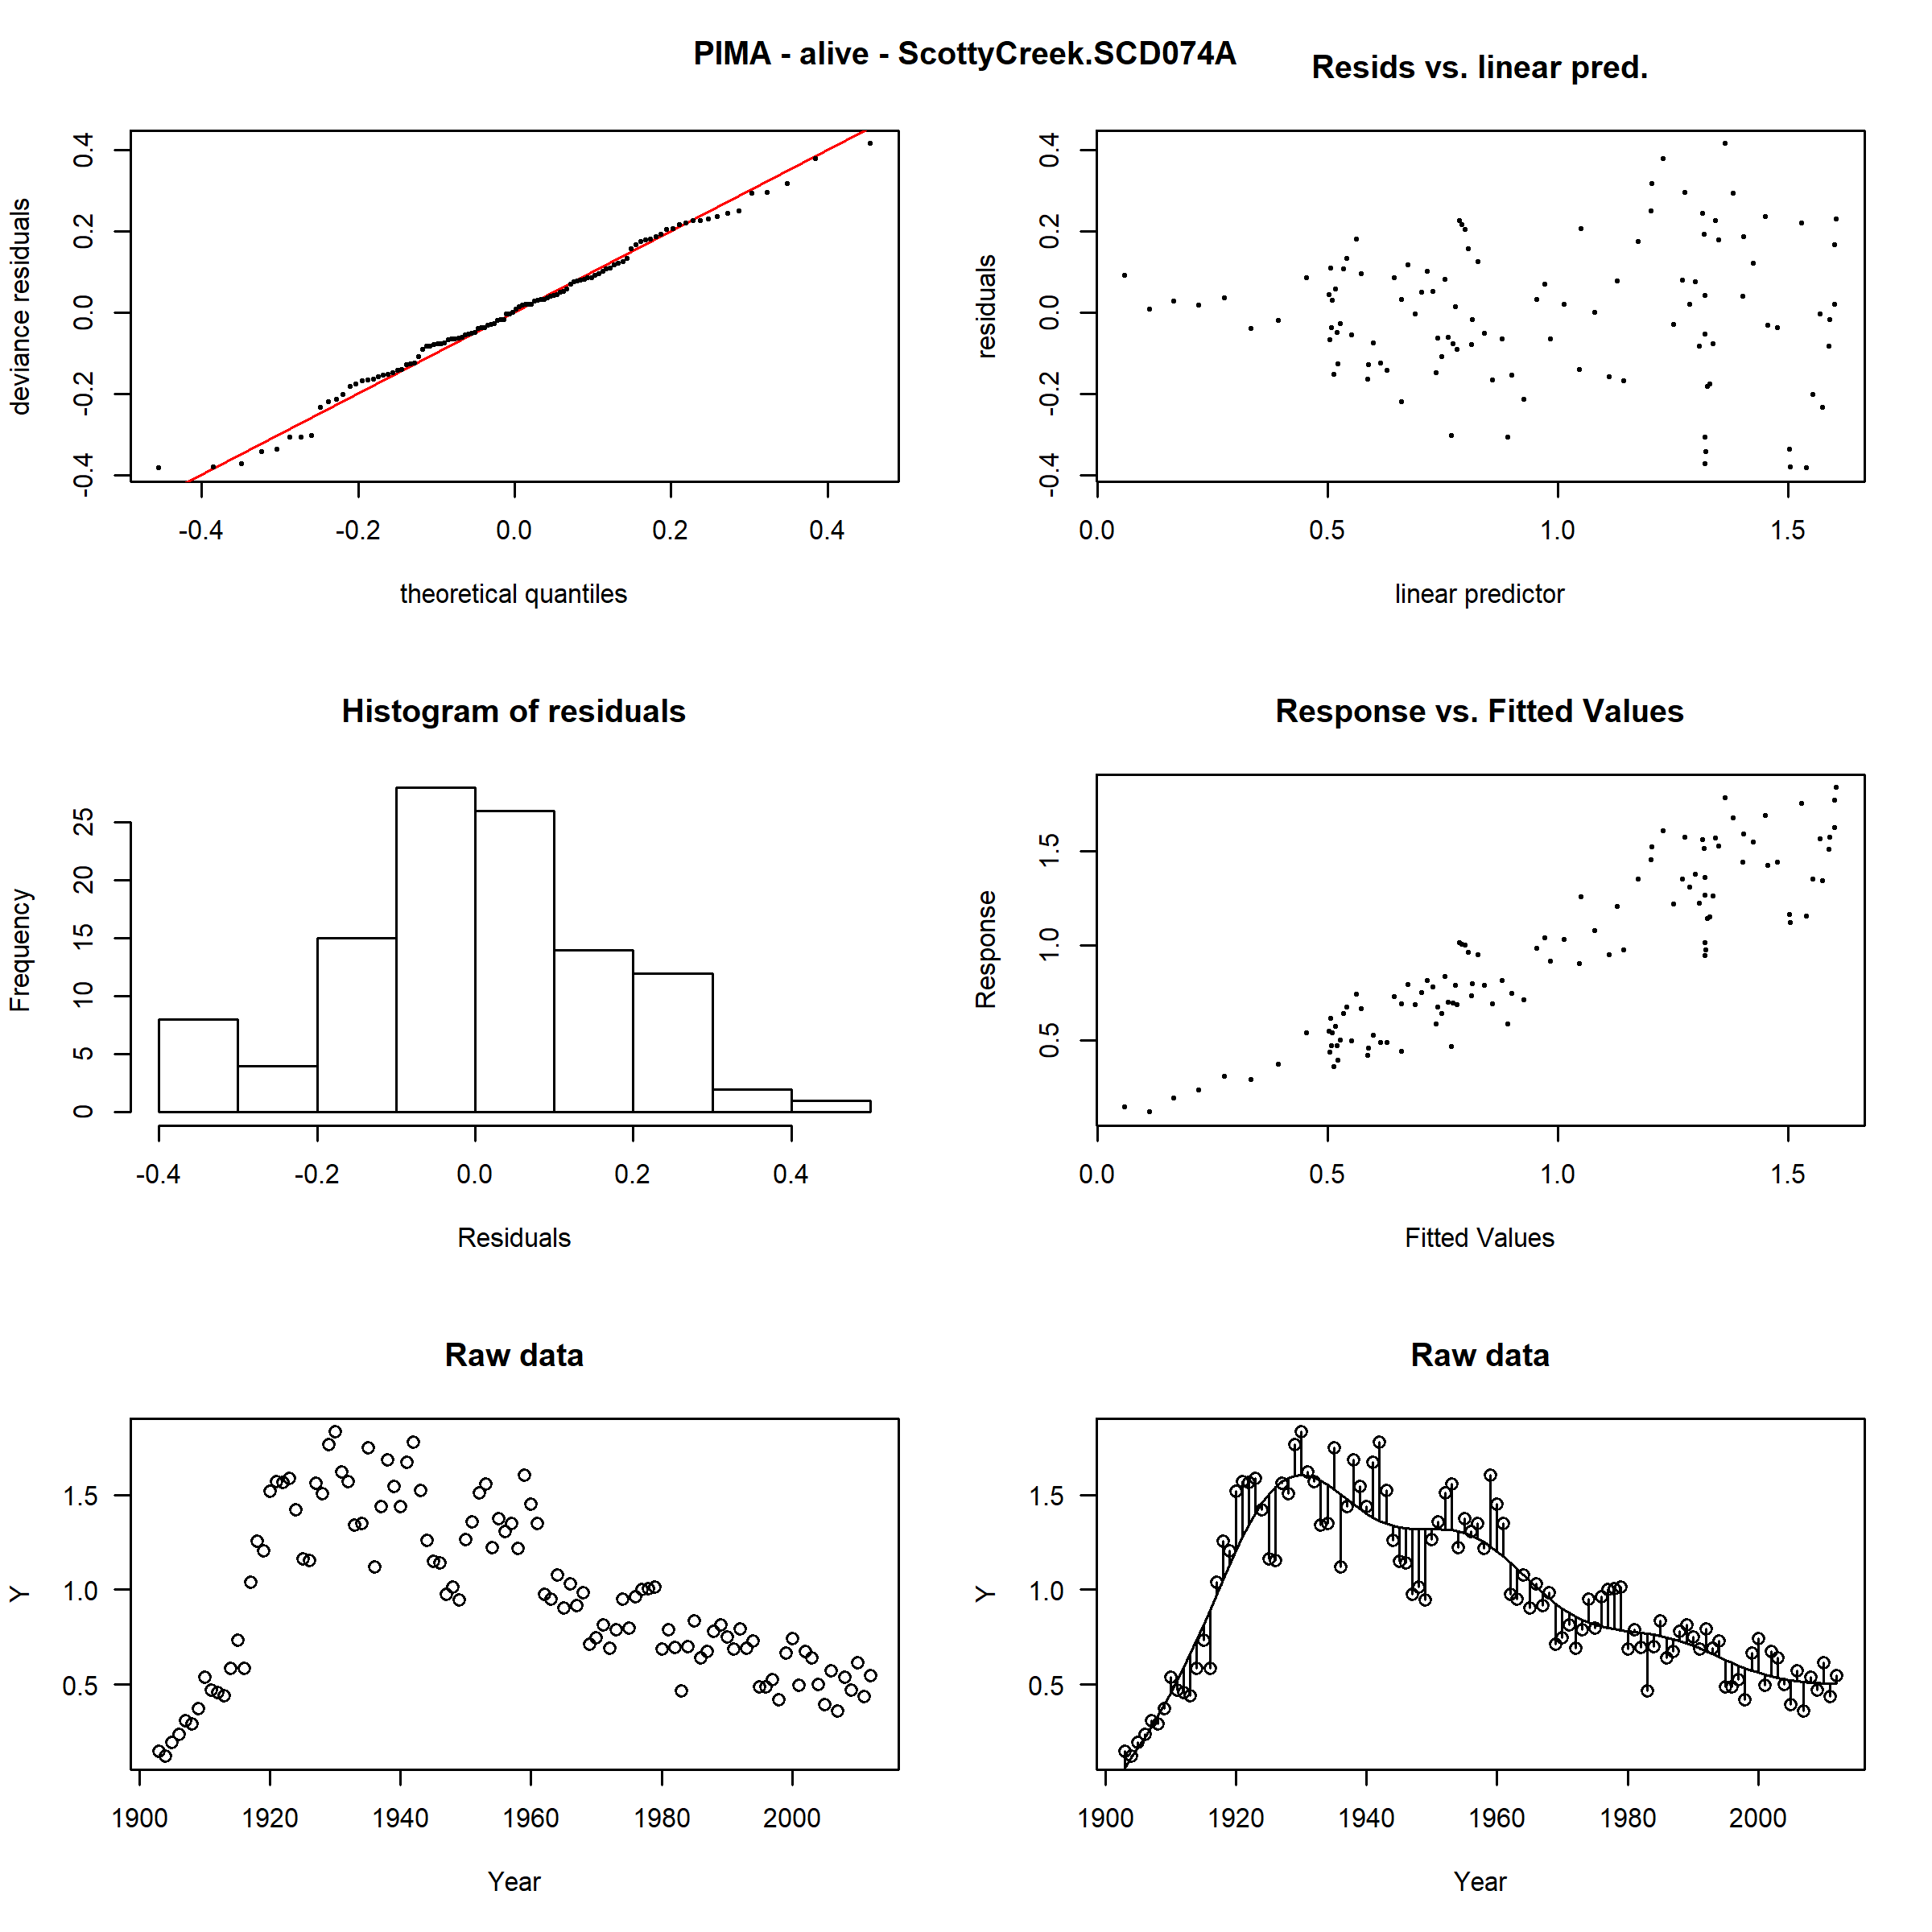 PIMA - alive - ScottyCreek.SCD074A
Resids vs. linear pred.
deviance residuals
0.4
0.2
0.0
-0.2
-0.4
-0.4 -0.2 0.0 0.2 0.4
theoretical quantiles
residuals
0.4
0.2
0.0
-0.2
-0.4
0.0 0.5 1.0 1.5
linear predictor
Histogram of residuals
Frequency
25
20
15
10
5
0
-0.4 -0.2 0.0 0.2 0.4
Residuals
Response vs. Fitted Values
Response
1.5
1.0
0.5
0.0 0.5 1.0 1.5
Fitted Values
Raw data
Y
1.5
1.0
0.5
1900 1920 1940 1960 1980 2000
Year
Raw data
Y
1.5
1.0
0.5
1900 1920 1940 1960 1980 2000
Year